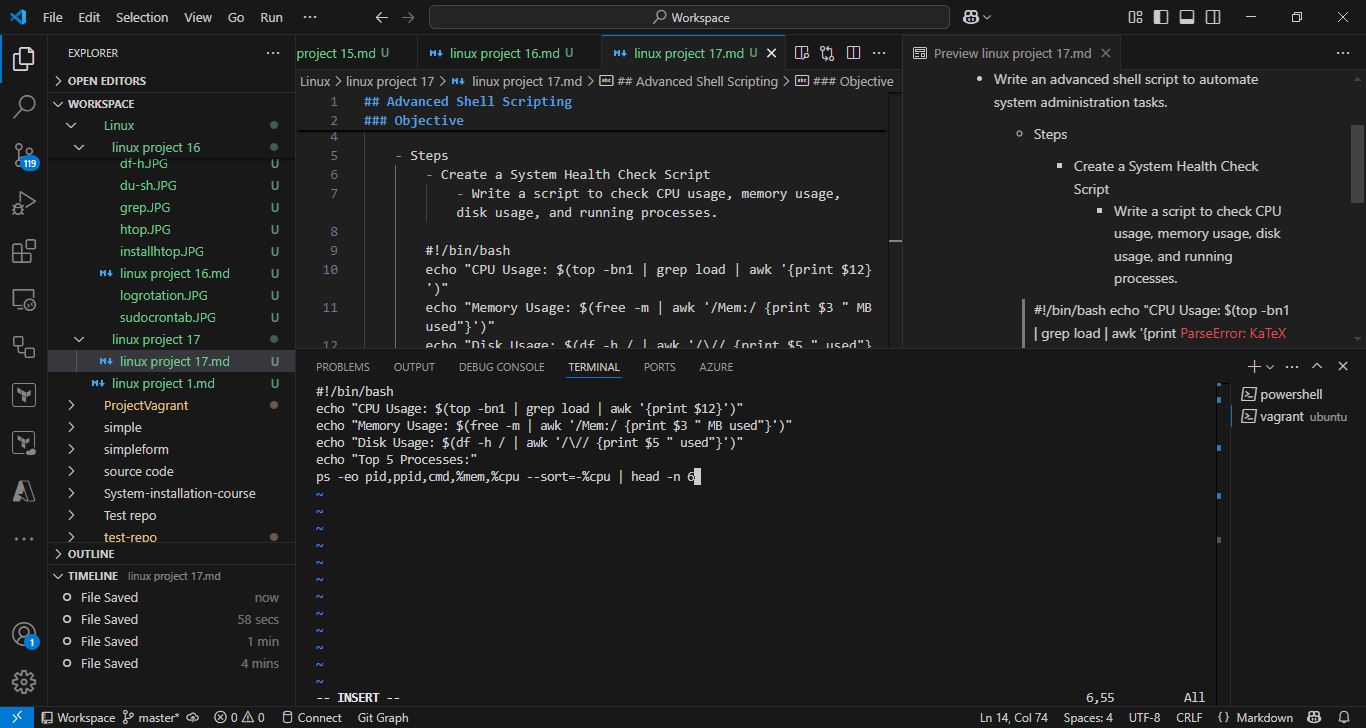 File Edit Selection View Go Run ··· ← → Workspace
EXPLORER ···
OPEN EDITORS
WORKSPACE
Linux
linux project 16
df-h.JPG U
du-sh.JPG U
grep.JPG U
htop.JPG U
installhtop.JPG U
linux project 16.md U
logrotation.JPG U
sudocrontab.JPG U
linux project 17
linux project 17.md U
linux project 1.md U
ProjectVagrant
simple
simpleform
source code
System-installation-course
Test repo
test-repo
OUTLINE
TIMELINE linux project 17.md
File Saved now
File Saved 58 secs
File Saved 1 min
File Saved 4 mins
119
1
project 15.md U linux project 16.md U linux project 17.md U
Linux > linux project 17 > linux project 17.md > ## Advanced Shell Scripting > ### Objective
1 ## Advanced Shell Scripting
2 ### Objective
4
5 - Steps
6 - Create a System Health Check Script
7 - Write a script to check CPU usage, memory usage,
disk usage, and running processes.
8
9 #!/bin/bash
10 echo "CPU Usage: $(top -bn1 | grep load | awk '{print $12}
')"
11 echo "Memory Usage: $(free -m | awk '/Mem:/ {print $3 " MB
used"}')"
12 echo "Disk Usage: $(df -h / | awk '/\// {print $5 " used"}
Preview linux project 17.md
• Write an advanced shell script to automate
system administration tasks.
Steps
Create a System Health Check
Script
Write a script to check CPU
usage, memory usage, disk
usage, and running
processes.
#!/bin/bash echo "CPU Usage: $(top -bn1
| grep load | awk '{print ParseError: KaTeX
PROBLEMS OUTPUT DEBUG CONSOLE TERMINAL PORTS AZURE
#!/bin/bash
echo "CPU Usage: $(top -bn1 | grep load | awk '{print $12}')"
echo "Memory Usage: $(free -m | awk '/Mem:/ {print $3 " MB used"}')"
echo "Disk Usage: $(df -h / | awk '/\// {print $5 " used"}')"
echo "Top 5 Processes:"
ps -eo pid,ppid,cmd,%mem,%cpu --sort=-%cpu | head -n 6
~
~
~
~
~
~
~
~
~
~
~
~
-- INSERT -- 6,55 All
powershell
vagrant ubuntu
Workspace master* 0 0 Connect Git Graph Ln 14, Col 74 Spaces: 4 UTF-8 CRLF {} Markdown